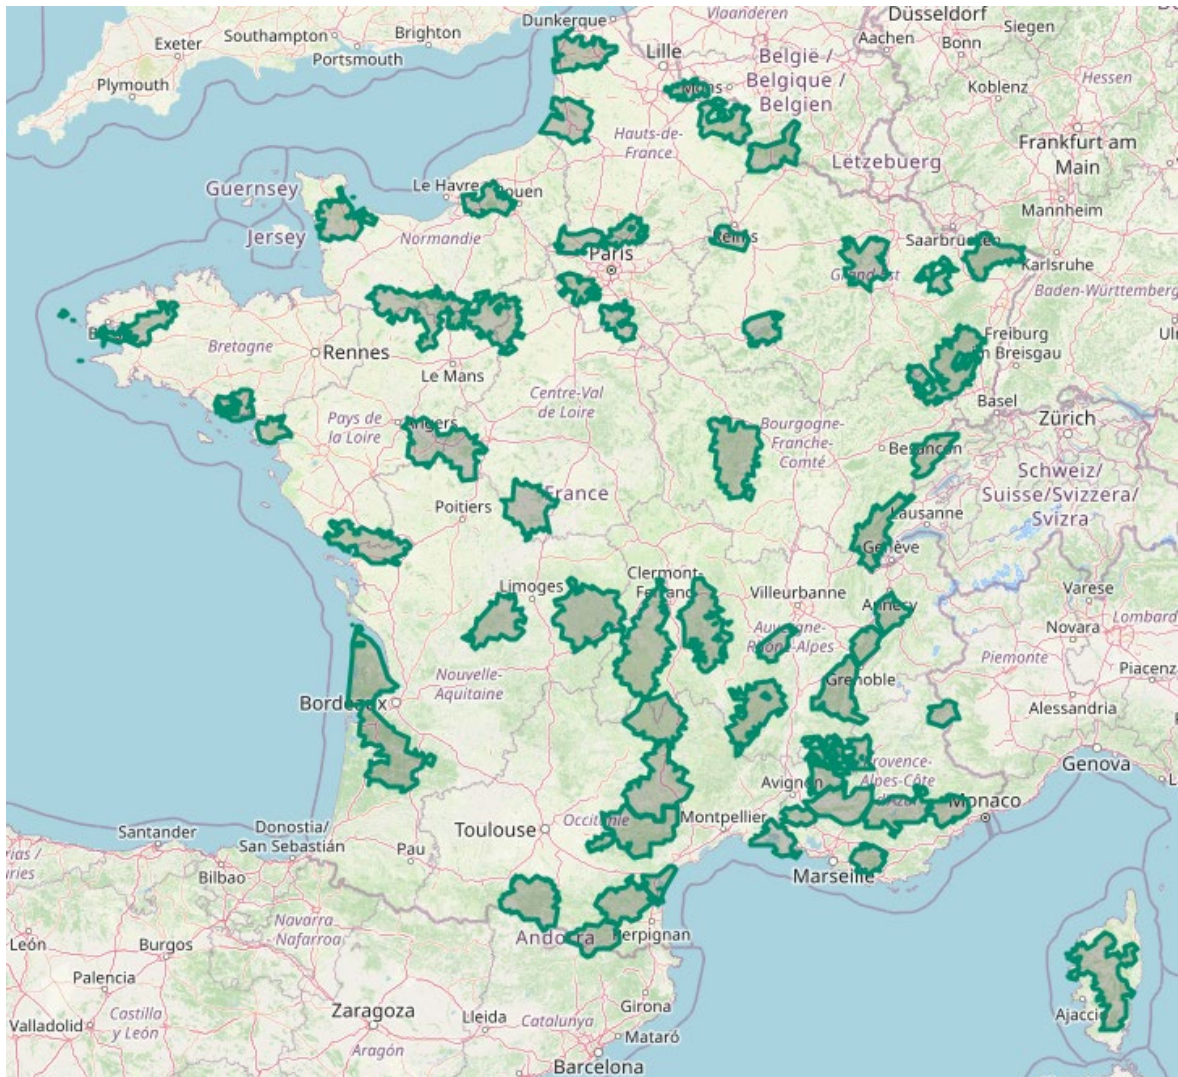 Dunkerque
Vlaanderen
Düsseldorf
Siegen
Southampton
Brighton
Exeter
Portsmouth
Lille
België /
Belgique /
Belgien
Aachen
Bonn
Hessen
Plymouth
Mons
Koblenz
Hauts-de-
France
Frankfurt am
Main
Lëtzebuerg
Guernsey
Le Havre
Mannheim
Jersey
Normandie
Reims
Saarbrücken
Paris
Grand Est
Karlsruhe
Baden-Württemberg
Bretagne
Rennes
Freiburg
Le Mans
Basel
Zürich
Centre-Val
de Loire
Pays de
la Loire
Angers
Bourgogne-
Franche-
Comté
Besançon
Schweiz/
Suisse/Svizzera/
Svizra
France
Poitiers
Lausanne
Genève
Limoges
Clermont-
Ferrand
Villeurbanne
Annecy
Varese
Novara
Auvergne-
Rhône-Alpes
Piemonte
Piacenza
Nouvelle-
Aquitaine
Grenoble
Bordeaux
Alessandria
Provence-
Alpes-Côte
Genova
Avignon
Monaco
Toulouse
Occitanie
Montpellier
Santander
Donostia/
San Sebastián
Pau
Marseille
Bilbao
León
Burgos
Navarra
Nafarroa
Andorra
Perpignan
Palencia
Zaragoza
Lleida
Girona
Castilla
y León
Catalunya
Ajaccio
Valladolid
Aragón
Mataró
Barcelona